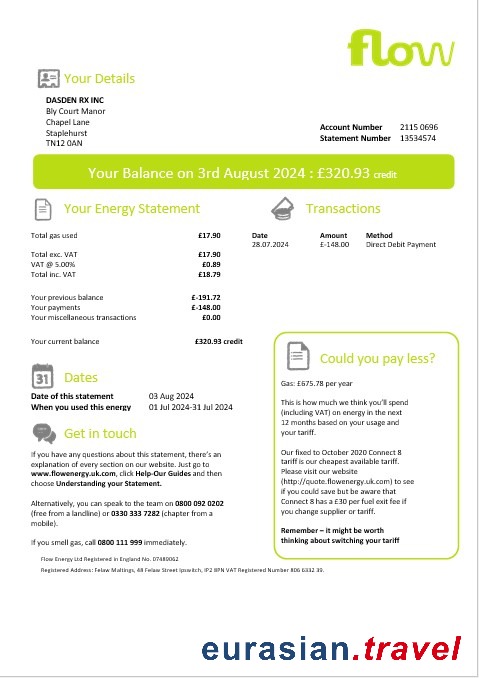 flow
Your Details
DASDEN RX INC
Bly Court Manor
Chapel Lane
Staplehurst
TN12 0AN
Account Number 2115 0696
Statement Number 13534574
Your Balance on 3rd August 2024 : £320.93 credit
Your Energy Statement
Total gas used £17.90
Total exc. VAT £17.90
VAT @ 5.00% £0.89
Total inc. VAT £18.79
Your previous balance £-191.72
Your payments £-148.00
Your miscellaneous transactions £0.00
Your current balance £320.93 credit
Transactions
Date Amount Method
28.07.2024 £-148.00 Direct Debit Payment
31
Dates
Date of this statement 03 Aug 2024
When you used this energy 01 Jul 2024-31 Jul 2024
Get in touch
If you have any questions about this statement, there's an
explanation of every section on our website. Just go to
www.flowenergy.uk.com, click Help-Our Guides and then
choose Understanding your Statement.
Alternatively, you can speak to the team on 0800 092 0202
(free from a landline) or 0330 333 7282 (chapter from a
mobile).
If you smell gas, call 0800 111 999 immediately.
Could you pay less?
Gas: £675.78 per year
This is how much we think you'll spend
(including VAT) on energy in the next
12 months based on your usage and
your tariff.
Our fixed to October 2020 Connect 8
tariff is our cheapest available tariff.
Please visit our website
(http://quote.flowenergy.uk.com) to see
if you could save but be aware that
Connect 8 has a £30 per fuel exit fee if
you change supplier or tariff.
Remember – it might be worth
thinking about switching your tariff
Flow Energy Ltd Registered in England No. 07489062
Registered Address: Felaw Maltings, 48 Felaw Street Ipswitch, IP2 8PN VAT Registered Number 806 6332 39.
eurasian.travel